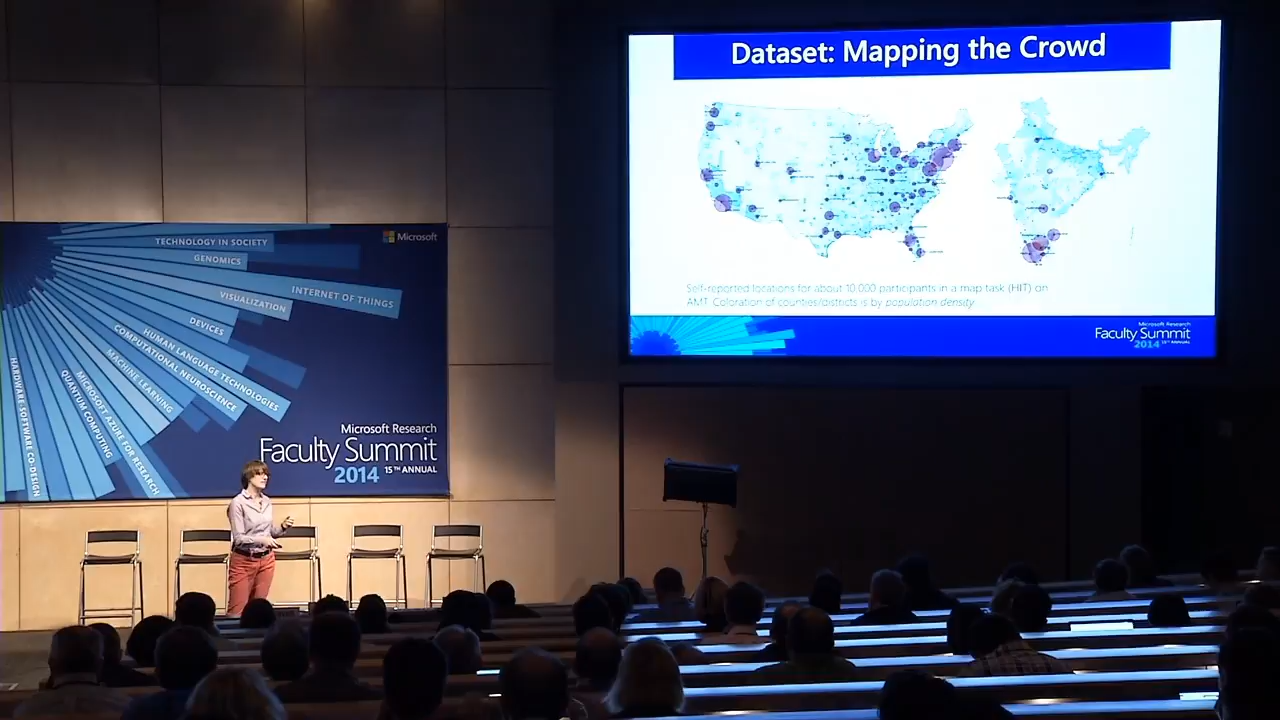 Dataset: Mapping the Crowd
Self-reported locations for about 10,000 participants in a map task (HIT) on
AMT. Coloration of counties/districts is by population density.
Microsoft Research
Faculty Summit
2014 15TH ANNUAL
Microsoft
TECHNOLOGY IN SOCIETY
GENOMICS
INTERNET OF THINGS
VISUALIZATION
DEVICES
HUMAN LANGUAGE TECHNOLOGIES
COMPUTATIONAL NEUROSCIENCE
MACHINE LEARNING
MICROSOFT AZURE FOR RESEARCH
QUANTUM COMPUTING
HARDWARE-SOFTWARE CO-DESIGN
Microsoft Research
Faculty Summit
2014 15TH ANNUAL